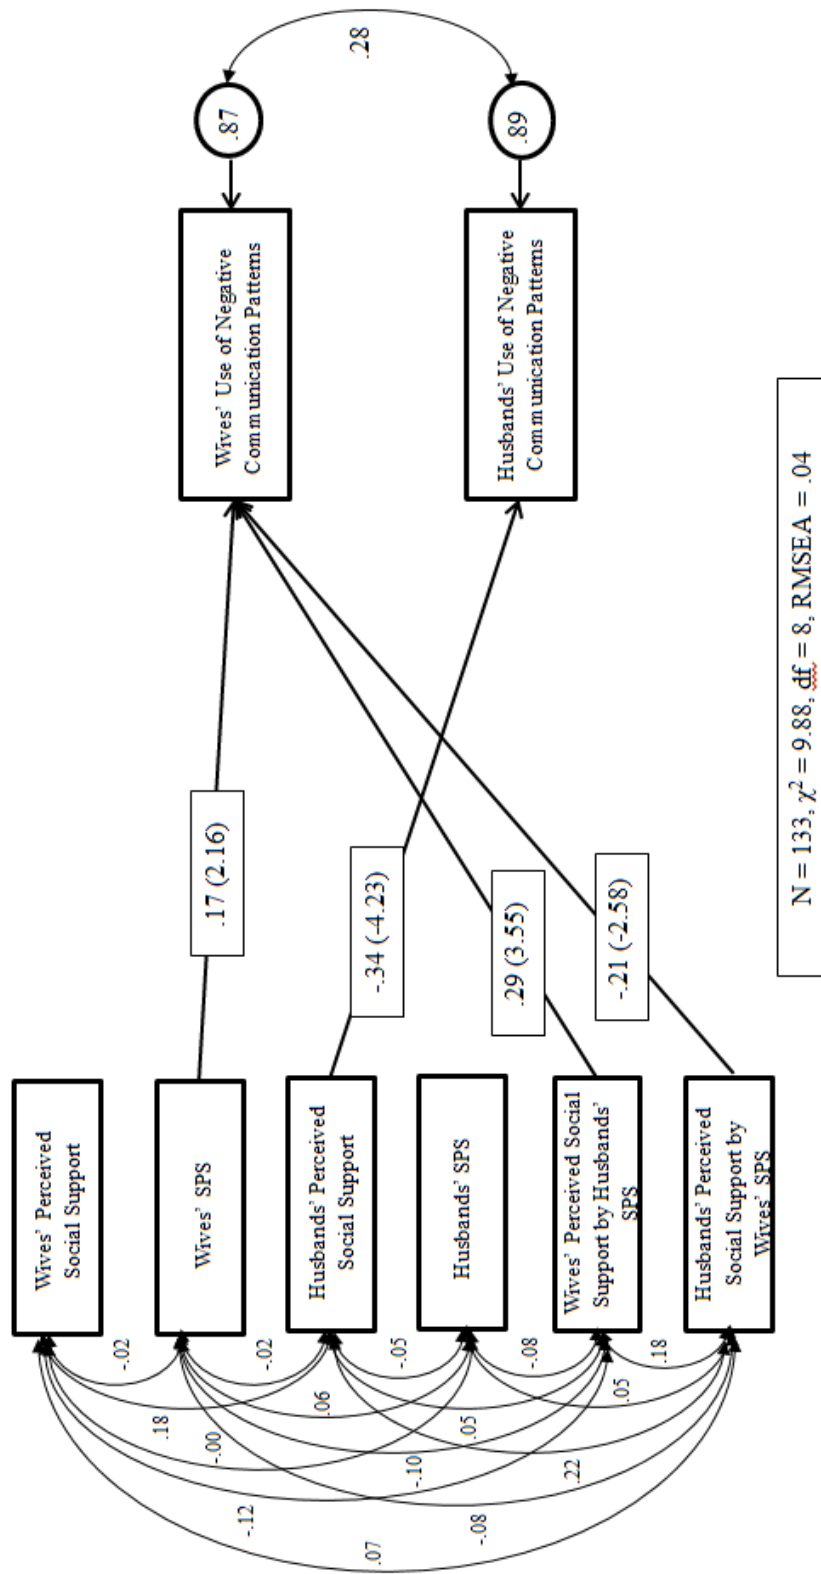 Wives' Perceived
Social Support
Wives' SPS
Husbands' Perceived
Social Support
Husbands' SPS
Wives' Perceived Social
Support by Husbands'
SPS
Husbands' Perceived
Social Support by
Wives' SPS
-.02
-.02
-.05
-.08
.18
.18
.06
.05
.05
-.00
-.10
.22
-.12
-.08
.07
.17 (2.16)
-.34 (-4.23)
.29 (3.55)
-.21 (-2.58)
Wives' Use of Negative
Communication Patterns
Husbands' Use of Negative
Communication Patterns
.87
.89
.28
N = 133, χ² = 9.88, df = 8, RMSEA = .04